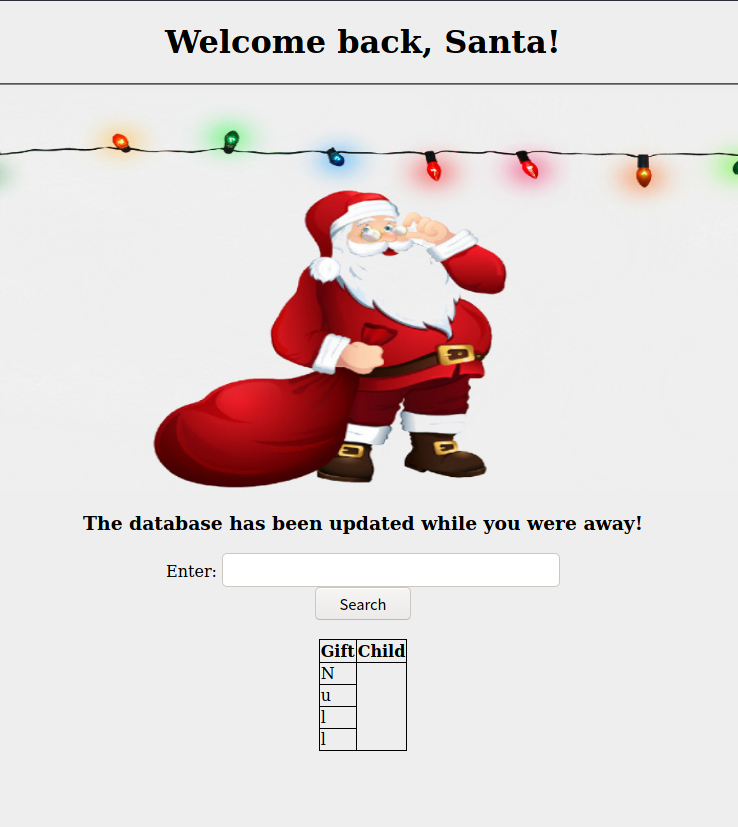 Welcome back, Santa!
The database has been updated while you were away!
Enter:
Search
Gift Child
N
u
l
l